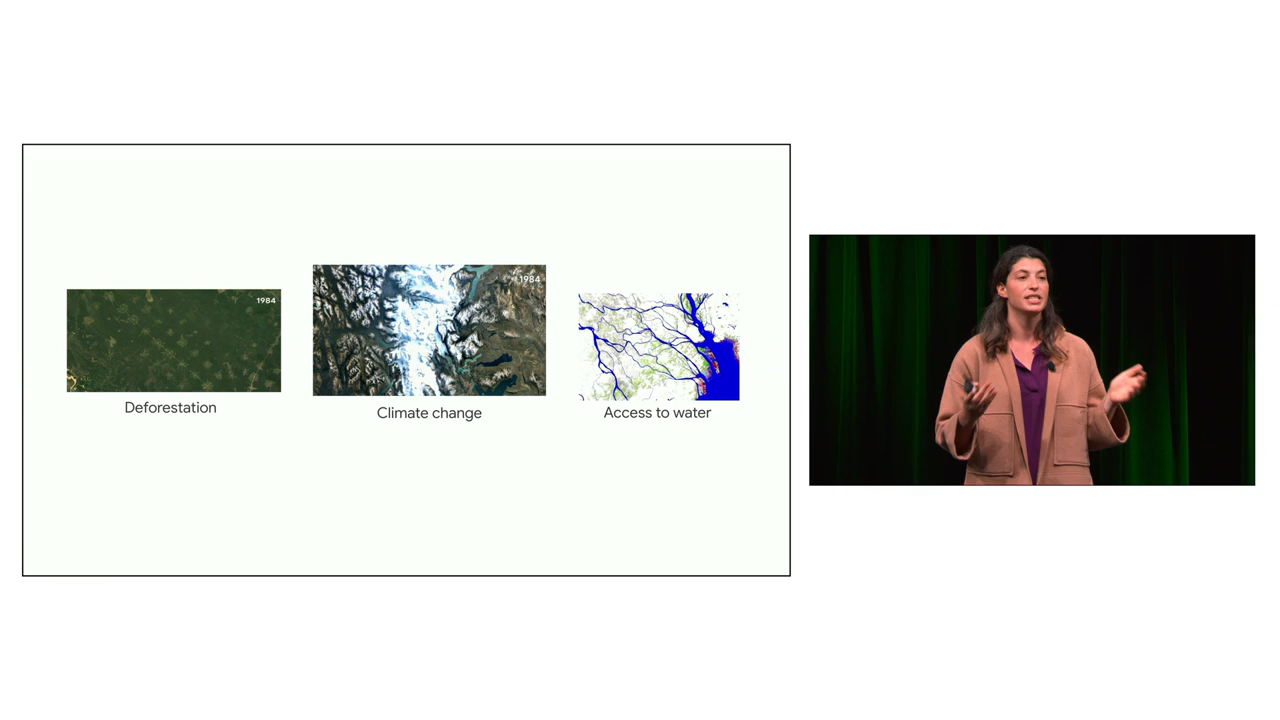 1984
1984
Deforestation
Climate change
Access to water